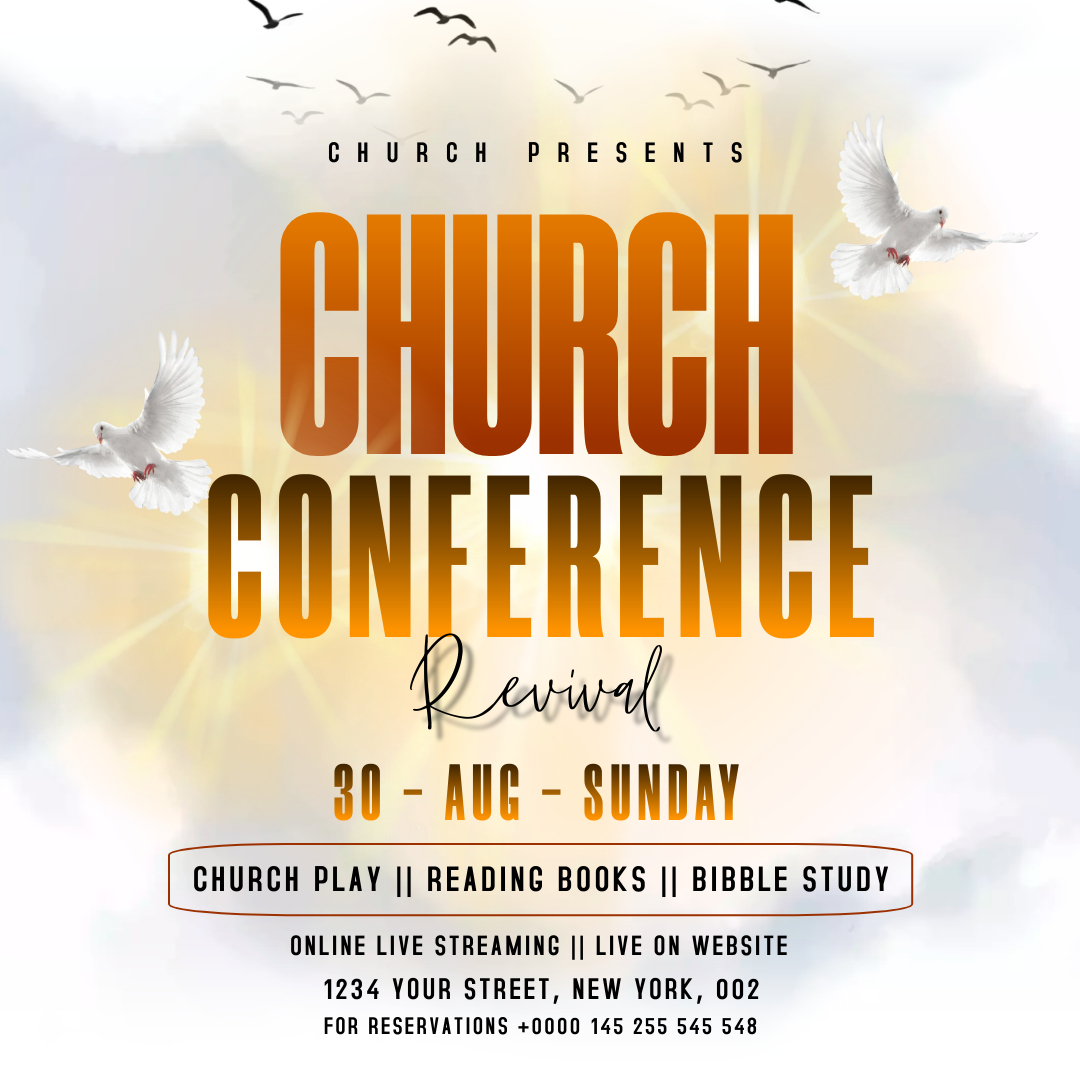 CHURCH PRESENTS
CHURCH
CONFERENCE
Revival
30 - AUG - SUNDAY
CHURCH PLAY || READING BOOKS || BIBBLE STUDY
ONLINE LIVE STREAMING || LIVE ON WEBSITE
1234 YOUR STREET, NEW YORK, 002
FOR RESERVATIONS +0000 145 255 545 548